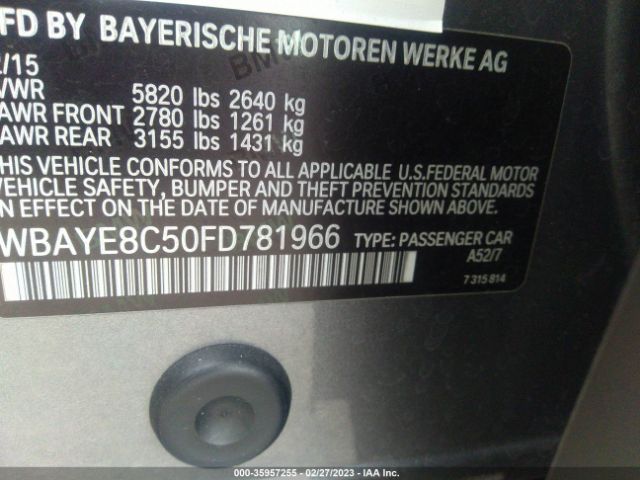 FD BY BAYERISCHE MOTOREN WERKE AG
/15
VWR 5820 lbs 2640 kg
AWR FRONT 2780 lbs 1261 kg
AWR REAR 3155 lbs 1431 kg
THIS VEHICLE CONFORMS TO ALL APPLICABLE U.S.FEDERAL MOTOR
VEHICLE SAFETY, BUMPER AND THEFT PREVENTION STANDARDS
IN EFFECT ON THE DATE OF MANUFACTURE SHOWN ABOVE.
WBAYE8C50FD781966 TYPE: PASSENGER CAR
A52/7
7 315 814
000-35957255 - 02/27/2023 - IAA Inc.